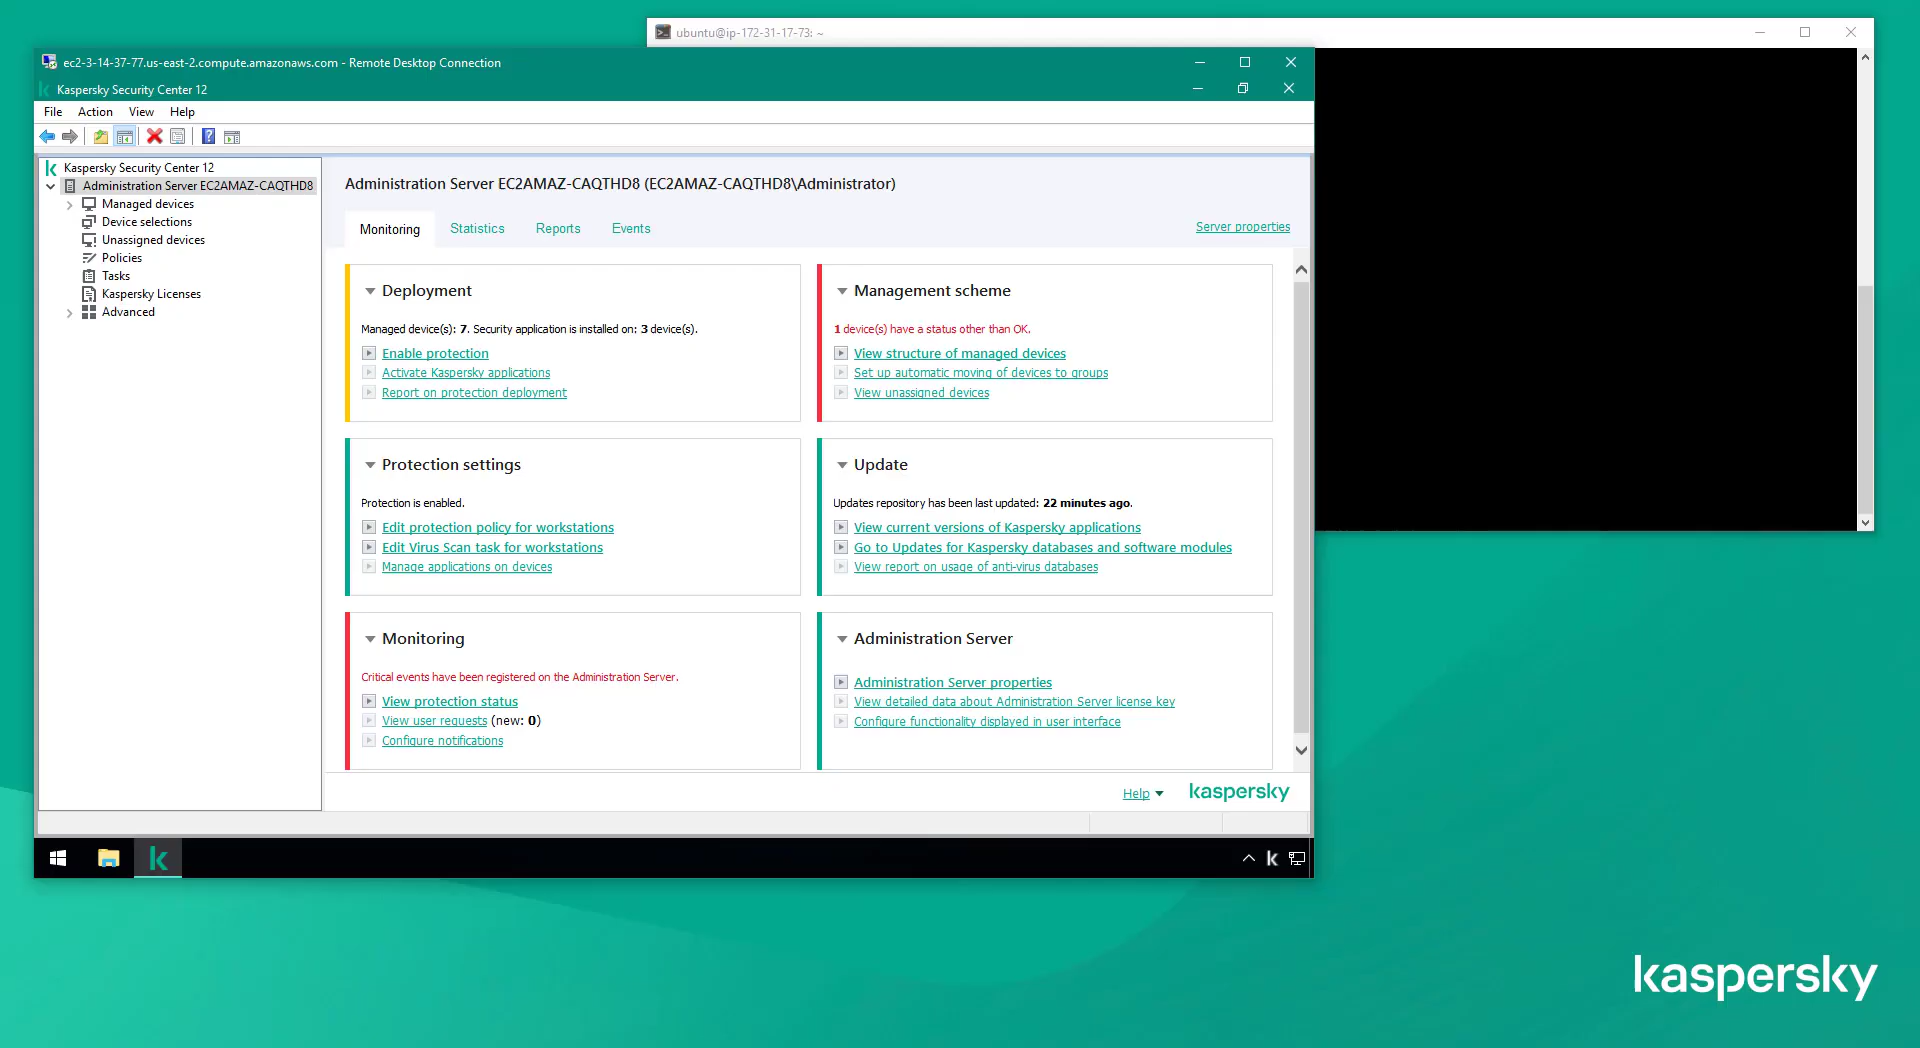 ubuntu@ip-172-31-17-73: ~
ec2-3-14-37-77.us-east-2.compute.amazonaws.com - Remote Desktop Connection
Kaspersky Security Center 12
File Action View Help
Kaspersky Security Center 12
Administration Server EC2AMAZ-CAQTHD8
Managed devices
Device selections
Unassigned devices
Policies
Tasks
Kaspersky Licenses
Advanced
Administration Server EC2AMAZ-CAQTHD8 (EC2AMAZ-CAQTHD8\Administrator)
Monitoring Statistics Reports Events Server properties
Deployment
Managed device(s): 7. Security application is installed on: 3 device(s).
Enable protection
Activate Kaspersky applications
Report on protection deployment
Management scheme
1 device(s) have a status other than OK.
View structure of managed devices
Set up automatic moving of devices to groups
View unassigned devices
Protection settings
Protection is enabled.
Edit protection policy for workstations
Edit Virus Scan task for workstations
Manage applications on devices
Update
Updates repository has been last updated: 22 minutes ago.
View current versions of Kaspersky applications
Go to Updates for Kaspersky databases and software modules
View report on usage of anti-virus databases
Monitoring
Critical events have been registered on the Administration Server.
View protection status
View user requests (new: 0)
Configure notifications
Administration Server
Administration Server properties
View detailed data about Administration Server license key
Configure functionality displayed in user interface
Help kaspersky
kaspersky